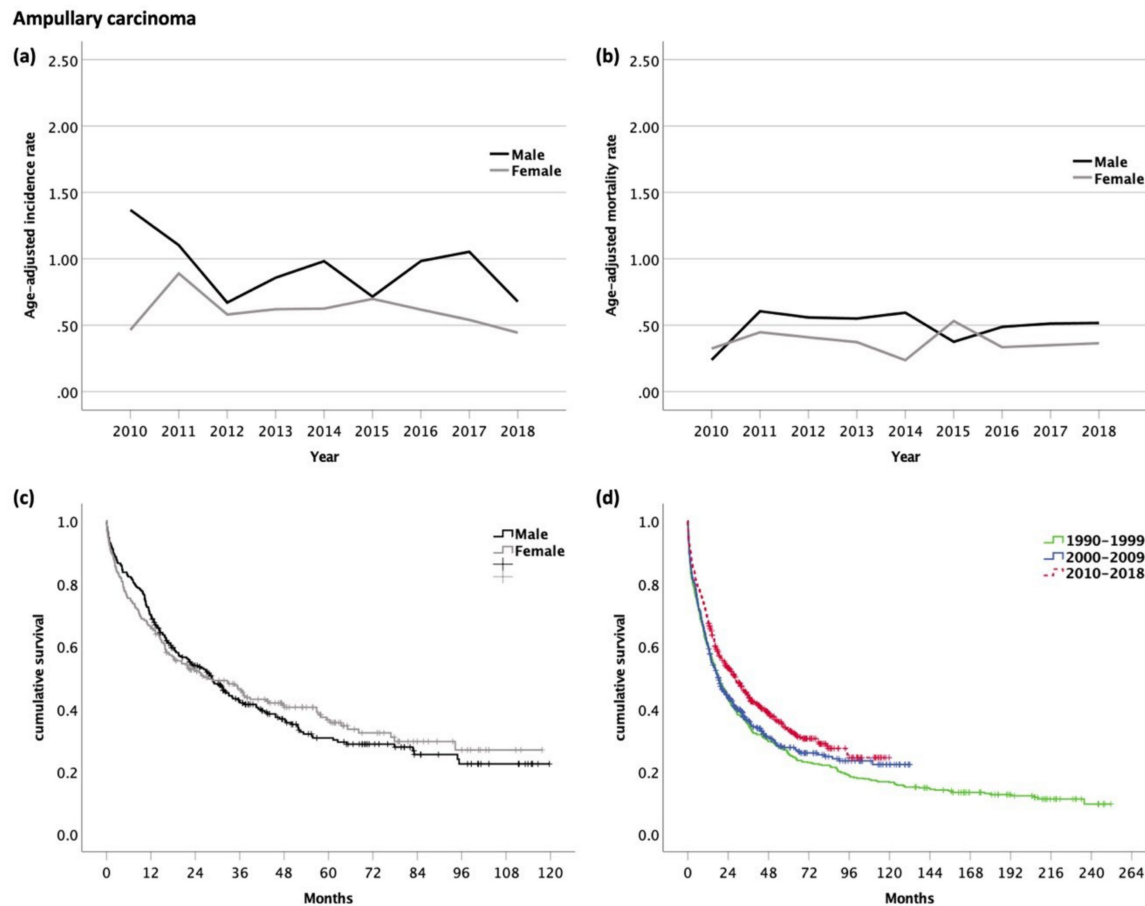 Ampullary carcinoma
(a)
2.50
2.00
1.50
1.00
.50
.00
Age-adjusted incidence rate
Male
Female
2010 2011 2012 2013 2014 2015 2016 2017 2018
Year
(b)
2.50
2.00
1.50
1.00
.50
.00
Age-adjusted mortality rate
Male
Female
2010 2011 2012 2013 2014 2015 2016 2017 2018
Year
(c)
1.0
0.8
0.6
0.4
0.2
0.0
cumulative survival
Male
Female
0 12 24 36 48 60 72 84 96 108 120
Months
(d)
1.0
0.8
0.6
0.4
0.2
0.0
cumulative survival
1990-1999
2000-2009
2010-2018
0 24 48 72 96 120 144 168 192 216 240 264
Months